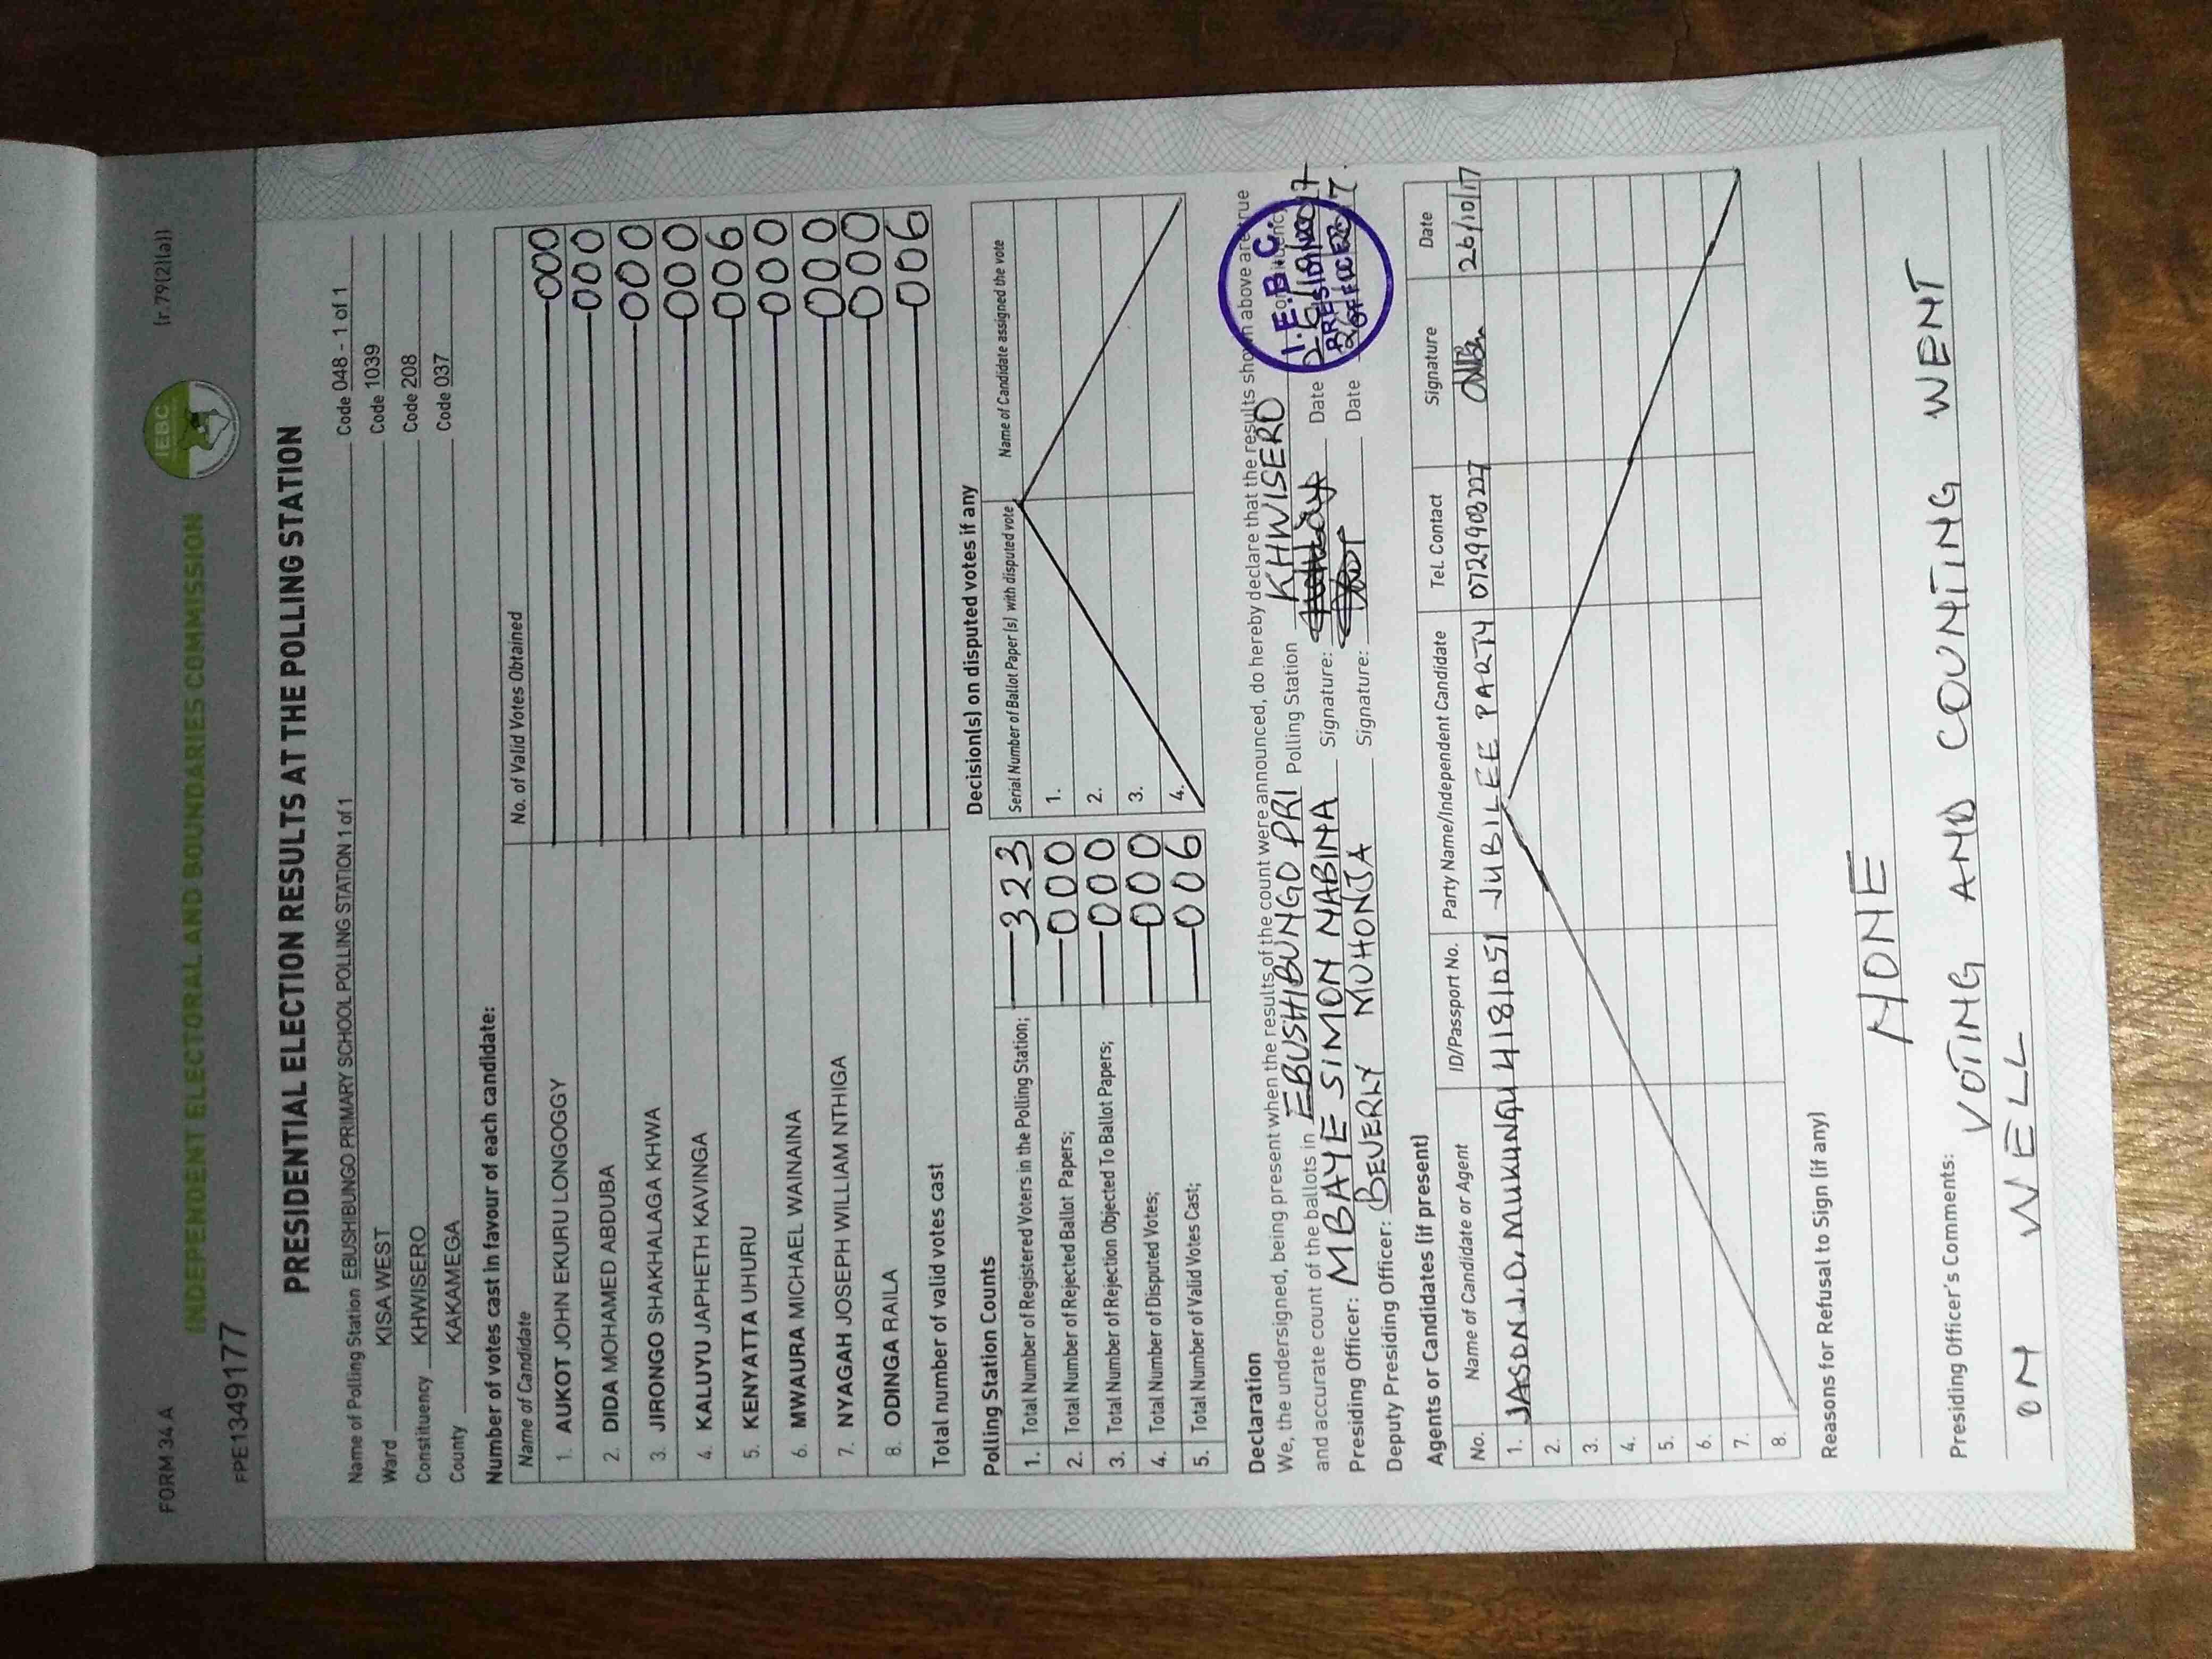 FORM 34 A
(r.79(2)(a))
IEBC
INDEPENDENT ELECTORAL AND BOUNDARIES COMMISSION
FPE1349177
PRESIDENTIAL ELECTION RESULTS AT THE POLLING STATION
Name of Polling Station EBUSHIBUNGO PRIMARY SCHOOL POLLING STATION 1 of 1 Code 048 - 1 of 1
Ward KISA WEST Code 1039
Constituency KHWISERO Code 208
County KAKAMEGA Code 037
Number of votes cast in favour of each candidate:
Name of Candidate No. of Valid Votes Obtained
1. AUKOT JOHN EKURU LONGOGGY 000
2. DIDA MOHAMED ABDUBA 000
3. JIRONGO SHAKHALAGA KHWA 000
4. KALUYU JAPHETH KAVINGA 000
5. KENYATTA UHURU 006
6. MWAURA MICHAEL WAINAINA 000
7. NYAGAH JOSEPH WILLIAM NTHIGA 000
8. ODINGA RAILA 000
Total number of valid votes cast 006
Polling Station Counts
1. Total Number of Registered Voters in the Polling Station; 323
2. Total Number of Rejected Ballot Papers; 000
3. Total Number of Rejection Objected To Ballot Papers; 000
4. Total Number of Disputed Votes; 000
5. Total Number of Valid Votes Cast; 006
Decision(s) on disputed votes if any
Serial Number of Ballot Paper (s) with disputed vote Name of Candidate assigned the vote
1.
2.
3.
4.
Declaration
We, the undersigned, being present when the results of the count were announced, do hereby declare that the results shown above are true
and accurate count of the ballots in EBUSHIBUNGO PRI Polling Station KHWISERO
Presiding Officer: MBAYE SIMON NABINA Signature: Date
Deputy Presiding Officer: BEVERLY MUHONJA Signature: Date
I.E.B.C.
PRESIDING
OFFICER
Agents or Candidates (if present)
No. Name of Candidate or Agent ID/Passport No. Party Name/Independent Candidate Tel. Contact Signature Date
1. JASON J.O. MUKUNGU 4181051 JUBILEE PARTY 0729908227 26/10/17
2.
3.
4.
5.
6.
7.
8.
Reasons for Refusal to Sign (if any)
NONE
Presiding Officer's Comments: VOTING AND COUNTING WENT
ON WELL